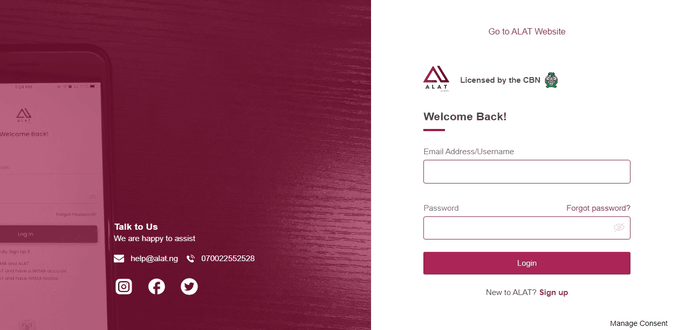 Go to ALAT Website
ALAT
Licensed by the CBN
Welcome Back!
Email Address/Username
Password
Forgot password?
Login
New to ALAT? Sign up
Manage Consent
Talk to Us
We are happy to assist
help@alat.ng
070022552528
ALAT
Welcome Back!
Forgot Password?
Log In